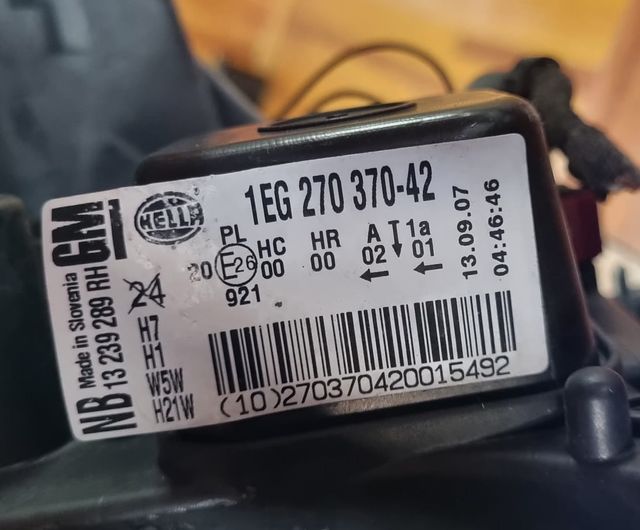 GM
NB
Made in Slovenia
13 239 289 RH
HELLA
1EG 270 370-42
PL
HC HR A 1a
20 E26 00 00 02 01
921
13.09.07
04:46:46
H7
H1
W5W
H21W
(10)270370420015492